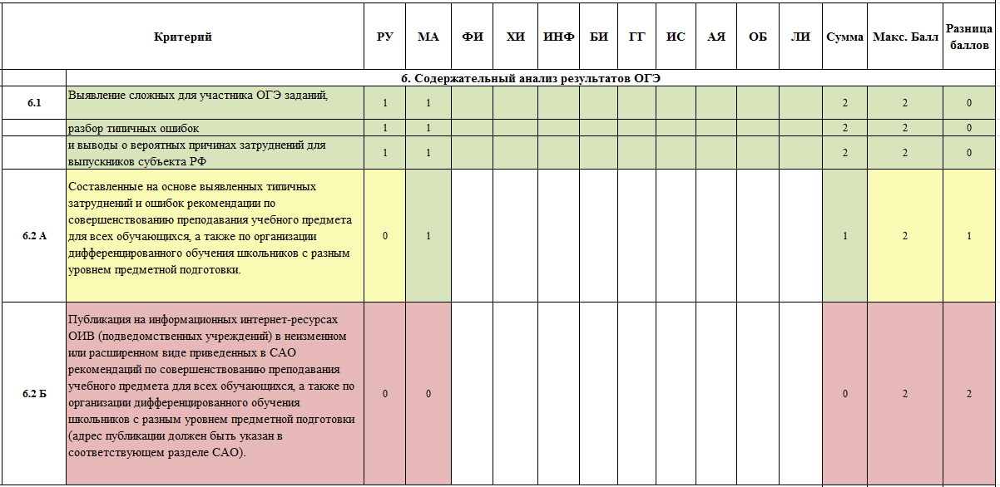 Критерий РУ МА ФИ ХИ ИНФ БИ ГГ ИС АЯ ОБ ЛИ Сумма Макс. Балл Разница
баллов
6. Содержательный анализ результатов ОГЭ
6.1 Выявление сложных для участника ОГЭ заданий, 1 1 2 2 0
разбор типичных ошибок 1 1 2 2 0
и выводы о вероятных причинах затруднений для
выпускников субъекта РФ 1 1 2 2 0
Составленные на основе выявленных типичных
затруднений и ошибок рекомендации по
совершенствованию преподавания учебного предмета
6.2 А для всех обучающихся, а также по организации 0 1 1 2 1
дифференцированного обучения школьников с разным
уровнем предметной подготовки.
Публикация на информационных интернет-ресурсах
ОИВ (подведомственных учреждений) в неизменном
или расширенном виде приведенных в САО
рекомендаций по совершенствованию преподавания
6.2 Б учебного предмета для всех обучающихся, а также по 0 0 0 2 2
организации дифференцированного обучения
школьников с разным уровнем предметной подготовки
(адрес публикации должен быть указан в
соответствующем разделе САО).